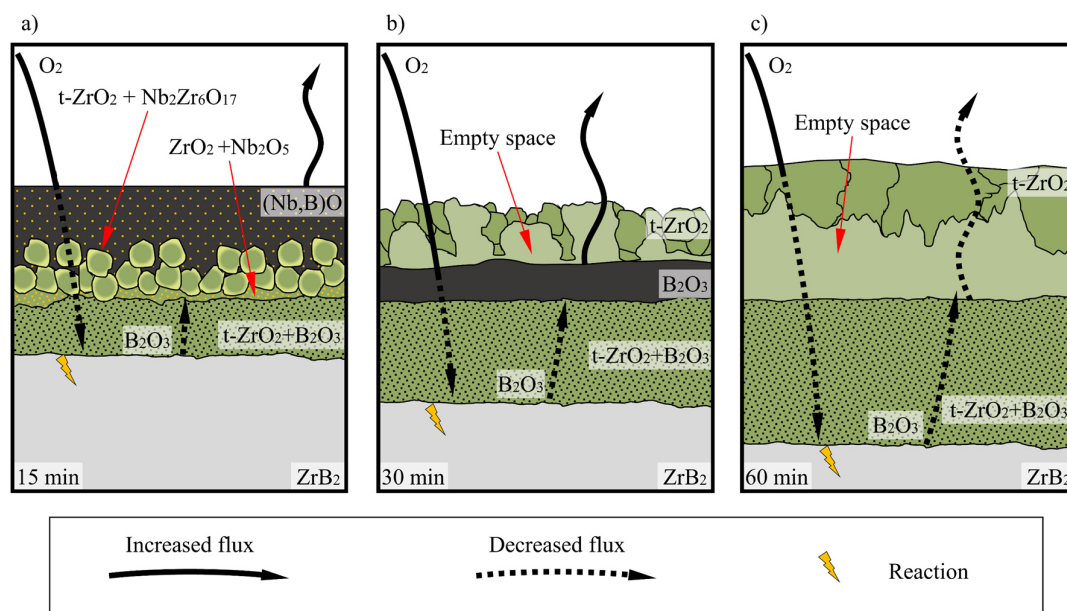 a)
O₂
t-ZrO₂ + Nb₂Zr₆O₁₇
ZrO₂ +Nb₂O₅
(Nb,B)O
B₂O₃
t-ZrO₂+B₂O₃
15 min
ZrB₂
b)
O₂
Empty space
t-ZrO₂
B₂O₃
t-ZrO₂+B₂O₃
B₂O₃
30 min
ZrB₂
c)
O₂
Empty space
t-ZrO₂
t-ZrO₂+B₂O₃
B₂O₃
60 min
ZrB₂
Increased flux
Decreased flux
Reaction